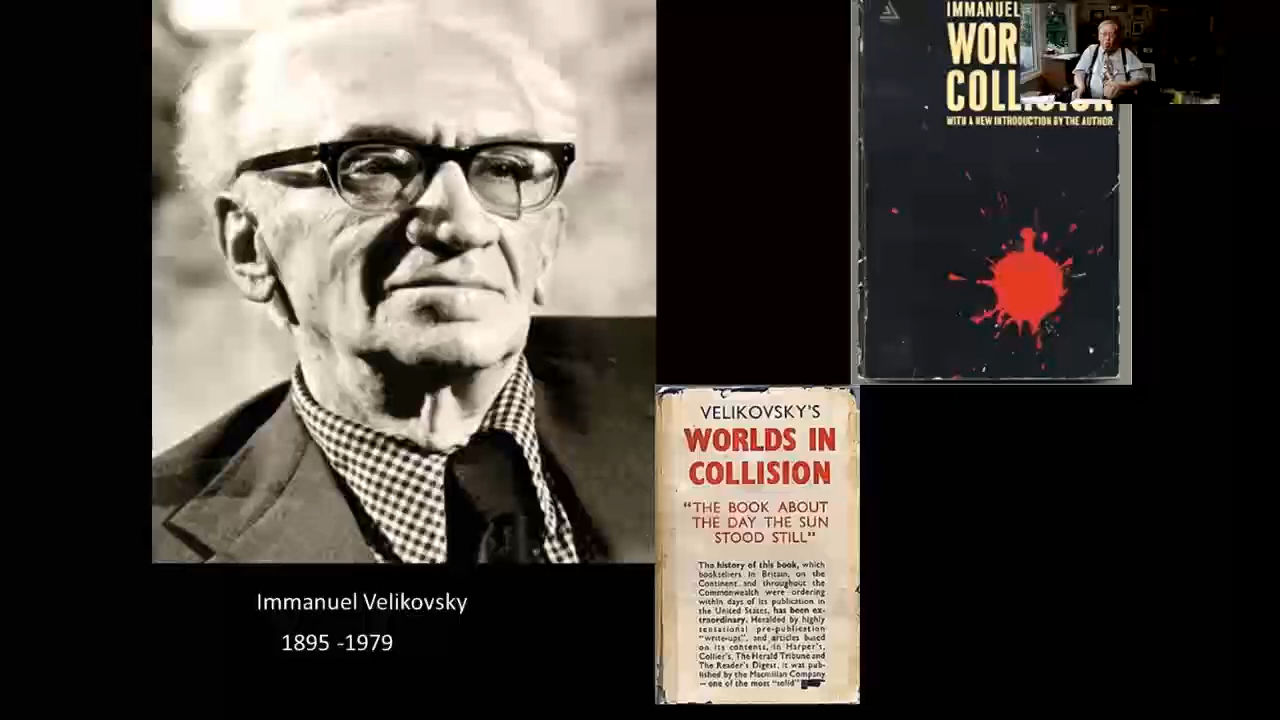 IMMANUEL
WOR
COLL
WITH A NEW INTRODUCTION BY THE AUTHOR
VELIKOVSKY'S
WORLDS IN
COLLISION
“THE BOOK ABOUT
THE DAY THE SUN
STOOD STILL”
The history of this book, which
booksellers in Britain, on the
Continent and throughout the
Commonwealth were ordering
within days of its publication in
the United States, has been ex-
traordinary. Heralded by highly
sensational pre-publication
“write-ups”, and articles based
on its contents, in Harper's,
Collier's, The Herald Tribune and
The Reader's Digest, it was pub-
lished by the Macmillan Company
— one of the most “solid”
Immanuel Velikovsky
1895 -1979